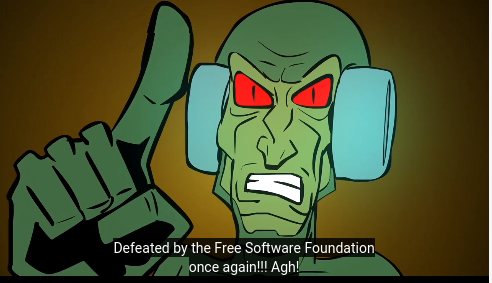 Defeated by the Free Software Foundation
once again!!! Agh!